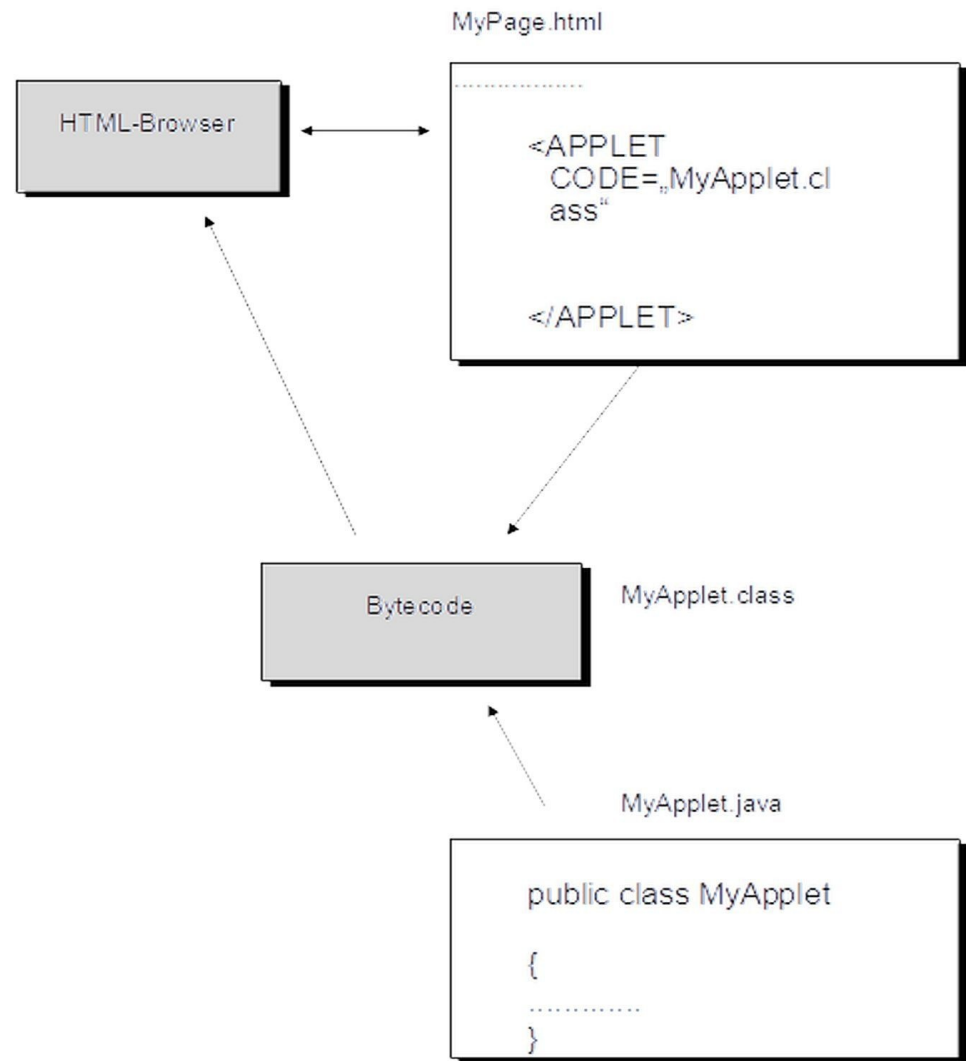 MyPage.html
HTML-Browser
.................
<APPLET
CODE=„MyApplet.cl
ass“
</APPLET>
Bytecode
MyApplet.class
MyApplet.java
public class MyApplet
{
.............
}